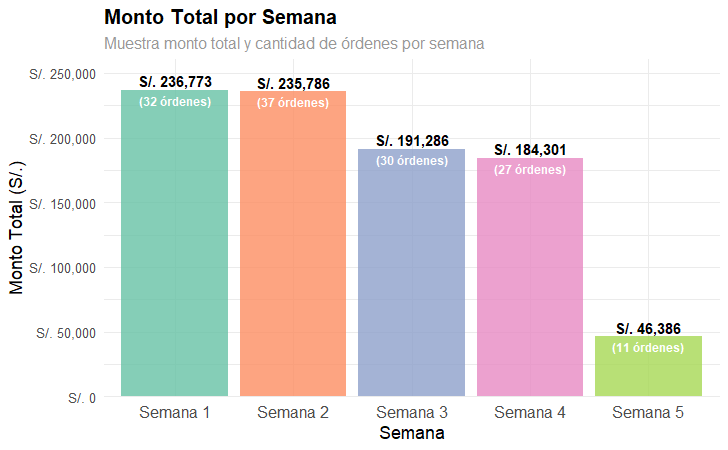 Monto Total por Semana
Muestra monto total y cantidad de órdenes por semana
Monto Total (S/.)
S/. 250,000
S/. 200,000
S/. 150,000
S/. 100,000
S/. 50,000
S/. 0
S/. 236,773
(32 órdenes)
S/. 235,786
(37 órdenes)
S/. 191,286
(30 órdenes)
S/. 184,301
(27 órdenes)
S/. 46,386
(11 órdenes)
Semana 1
Semana 2
Semana 3
Semana 4
Semana 5
Semana